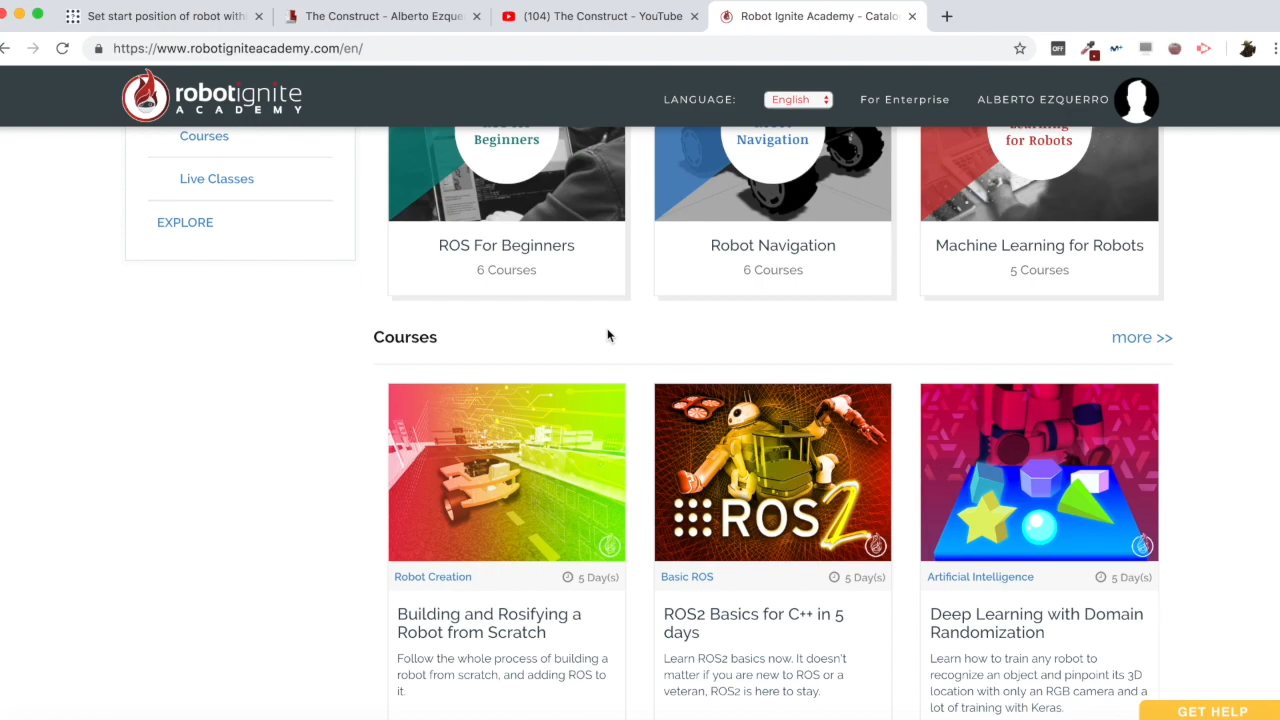 Set start position of robot with
The Construct - Alberto Ezque
(104) The Construct - YouTube
Robot Ignite Academy - Catalo
https://www.robotigniteacademy.com/en/
OFF
robotignite
ACADEMY
LANGUAGE:
English
For Enterprise
ALBERTO EZQUERRO
Courses
Live Classes
EXPLORE
Beginners
Navigation
Learning
for Robots
ROS For Beginners
6 Courses
Robot Navigation
6 Courses
Machine Learning for Robots
5 Courses
Courses
more >>
ROS2
Robot Creation
5 Day(s)
Building and Rosifying a
Robot from Scratch
Follow the whole process of building a
robot from scratch, and adding ROS to
it.
Basic ROS
5 Day(s)
ROS2 Basics for C++ in 5
days
Learn ROS2 basics now. It doesn't
matter if you are new to ROS or a
veteran, ROS2 is here to stay.
Artificial Intelligence
5 Day(s)
Deep Learning with Domain
Randomization
Learn how to train any robot to
recognize an object and pinpoint its 3D
location with only an RGB camera and a
lot of training with Keras.
GET HELP